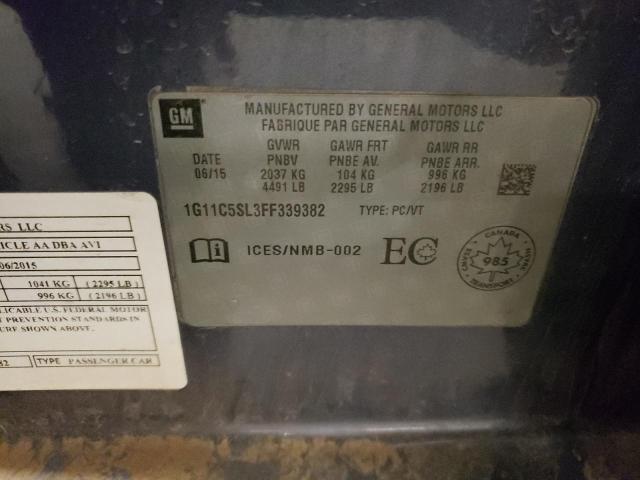 GM
MANUFACTURED BY GENERAL MOTORS LLC
FABRIQUE PAR GENERAL MOTORS LLC
GVWR GAWR FRT GAWR RR
DATE PNBV PNBE AV. PNBE ARR.
06/15 2037 KG 104 KG 996 KG
4491 LB 2295 LB 2196 LB
1G11C5SL3FF339382 TYPE: PC/VT
ICES/NMB-002 EC
CANADA
985
TRANSPORT
RS LLC
ICLE AA DBA AVI
06/2015
1041 KG (2295 LB)
996 KG (2196 LB)
LICABLE U.S. FEDERAL MOTOR
T PREVENTION STANDARDS IN
URE SHOWN ABOVE.
82 TYPE PASSENGER CAR